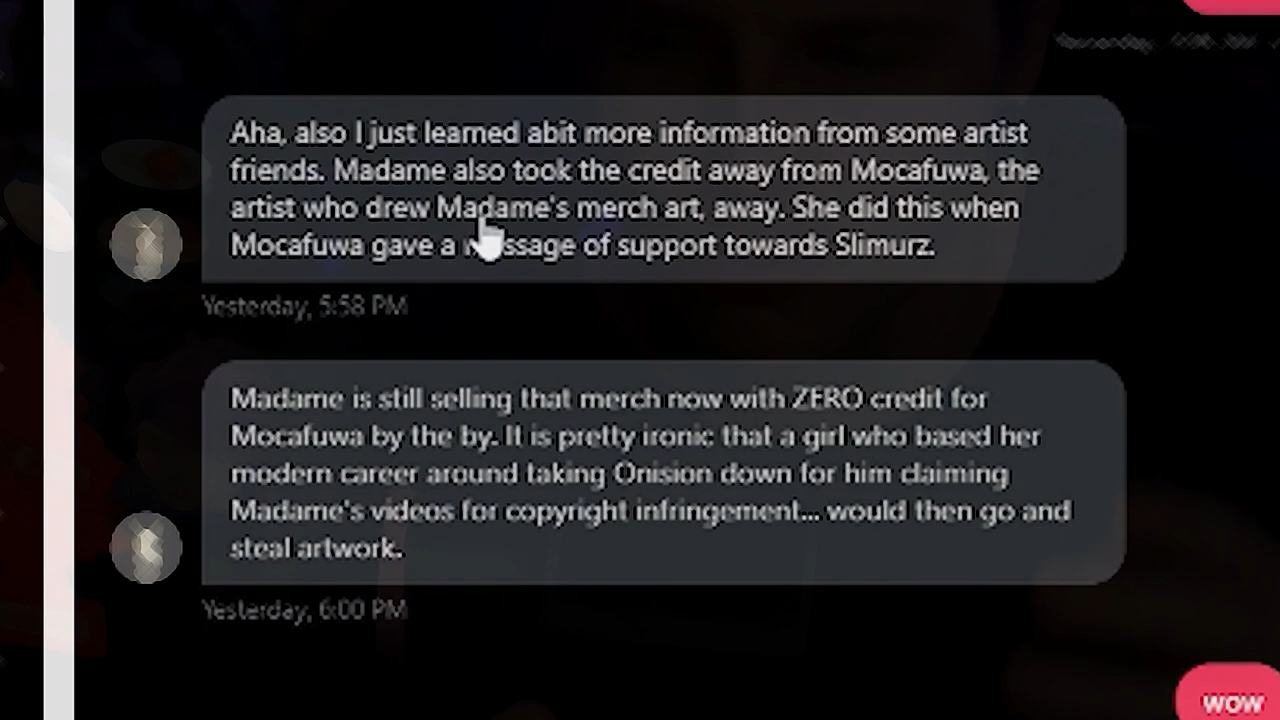 Aha, also I just learned abit more information from some artist
friends. Madame also took the credit away from Mocafuwa, the
artist who drew Madame's merch art, away. She did this when
Mocafuwa gave a message of support towards Slimurz.
Yesterday, 5:58 PM
Madame is still selling that merch now with ZERO credit for
Mocafuwa by the by. It is pretty ironic that a girl who based her
modern career around taking Onision down for him claiming
Madame's videos for copyright infringement... would then go and
steal artwork.
Yesterday, 6:00 PM
wow